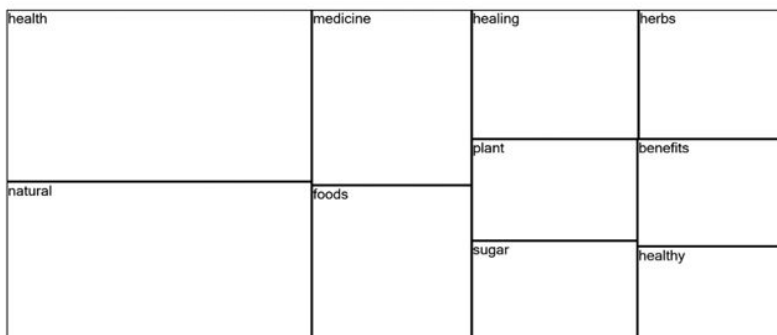 health
medicine
healing
herbs
plant
benefits
natural
foods
sugar
healthy